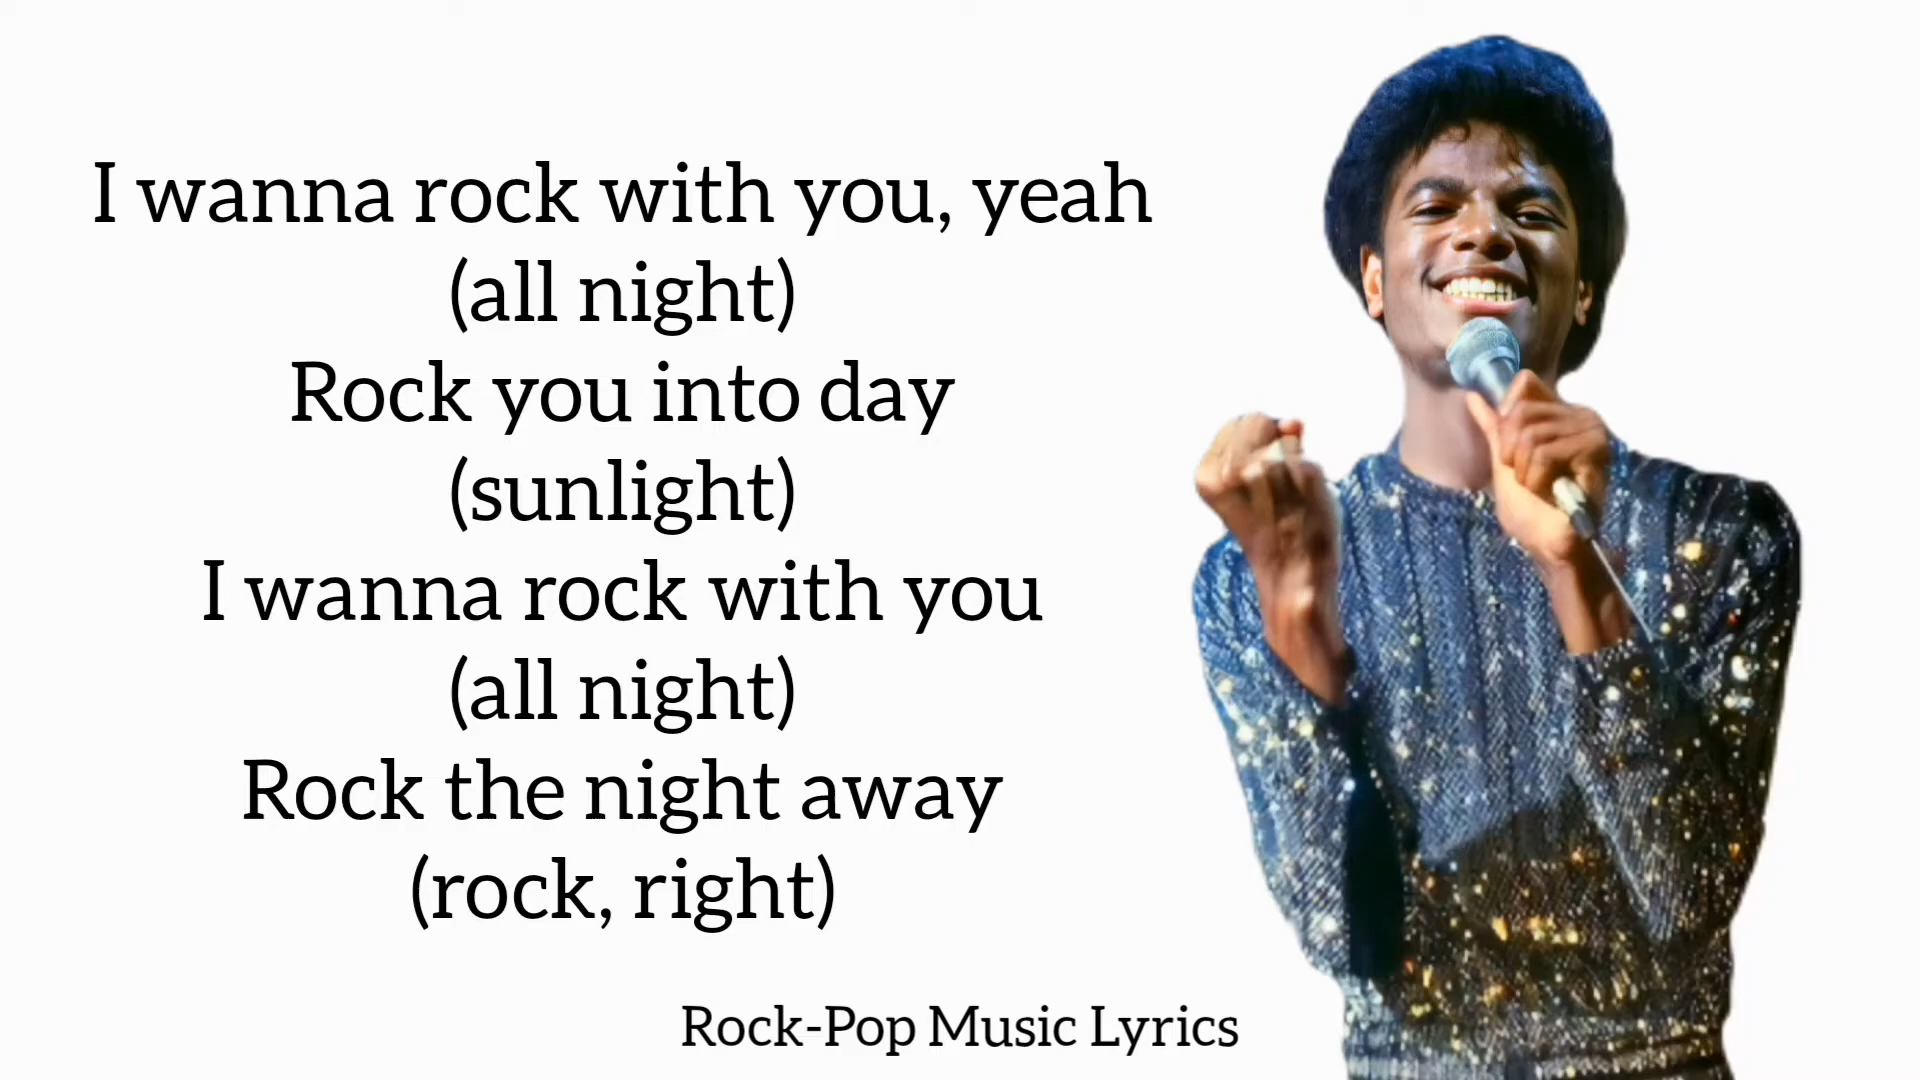 I wanna rock with you, yeah
(all night)
Rock you into day
(sunlight)
I wanna rock with you
(all night)
Rock the night away
(rock, right)
Rock-Pop Music Lyrics